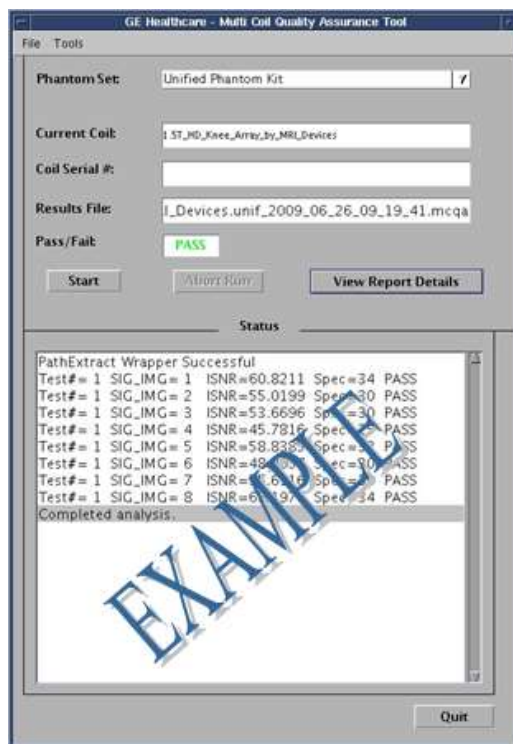 GE Healthcare - Multi Coil Quality Assurance Tool
File Tools
Phantom Set: Unified Phantom Kit
Current Coil: 1.5T_HD_Knee_Array_by_MRI_Devices
Coil Serial #:
Results File: I_Devices.unif_2009_06_26_09_19_41.mcqa
Pass/Fail: PASS
Start Abort Run View Report Details
Status
PathExtract Wrapper Successful
Test#= 1 SIG_IMG= 1 ISNR=60.8211 Spec=34 PASS
Test#= 1 SIG_IMG= 2 ISNR=55.0199 Spec=30 PASS
Test#= 1 SIG_IMG= 3 ISNR=53.6696 Spec=30 PASS
Test#= 1 SIG_IMG= 4 ISNR=45.7816 PASS
Test#= 1 SIG_IMG= 5 PASS
Test#= 1 SIG_IMG= 6 PASS
Test#= 1 SIG_IMG= 7 PASS
Test#= 1 SIG_IMG= 8 Spec=34 PASS
Completed analysis.
EXAMPLE
Quit